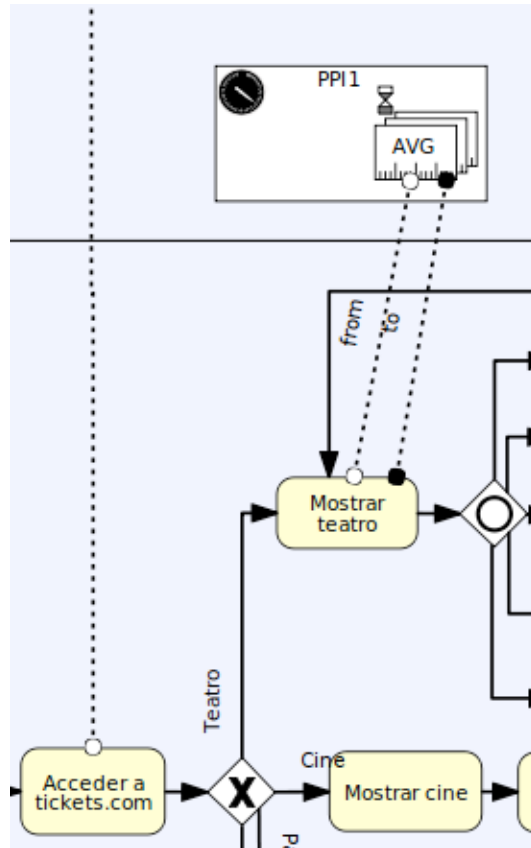 PPI1
AVG
from
to
Mostrar
teatro
Teatro
Cine
Acceder a
tickets.com
Mostrar cine